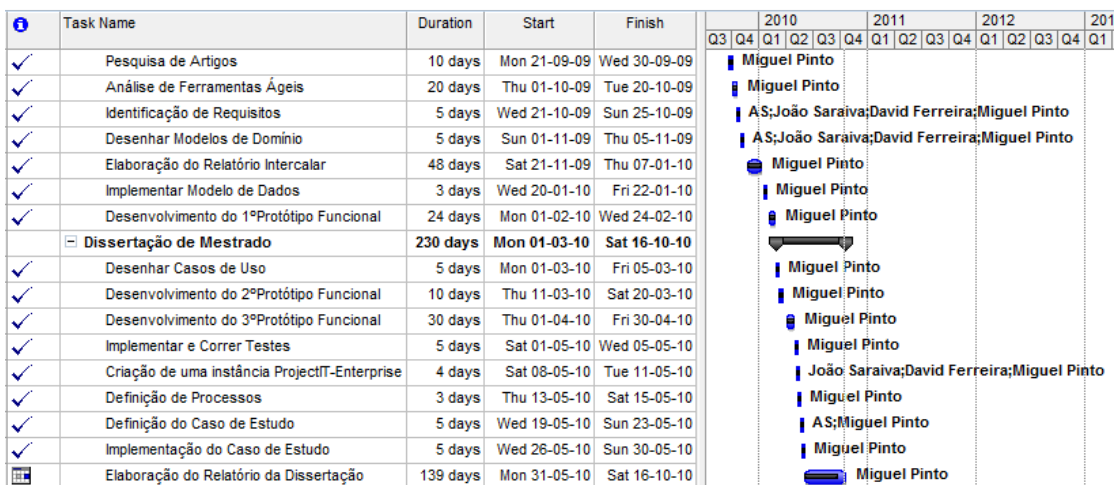 Task Name Duration Start Finish 2010 2011 2012 201
Q3 Q4 Q1 Q2 Q3 Q4 Q1 Q2 Q3 Q4 Q1 Q2 Q3 Q4 Q1
Pesquisa de Artigos 10 days Mon 21-09-09 Wed 30-09-09 Miguel Pinto
Análise de Ferramentas Ágeis 20 days Thu 01-10-09 Tue 20-10-09 Miguel Pinto
Identificação de Requisitos 5 days Wed 21-10-09 Sun 25-10-09 AS;João Saraiva;David Ferreira;Miguel Pinto
Desenhar Modelos de Domínio 5 days Sun 01-11-09 Thu 05-11-09 AS;João Saraiva;David Ferreira;Miguel Pinto
Elaboração do Relatório Intercalar 48 days Sat 21-11-09 Thu 07-01-10 Miguel Pinto
Implementar Modelo de Dados 3 days Wed 20-01-10 Fri 22-01-10 Miguel Pinto
Desenvolvimento do 1ºProtótipo Funcional 24 days Mon 01-02-10 Wed 24-02-10 Miguel Pinto
Dissertação de Mestrado 230 days Mon 01-03-10 Sat 16-10-10
Desenhar Casos de Uso 5 days Mon 01-03-10 Fri 05-03-10 Miguel Pinto
Desenvolvimento do 2ºProtótipo Funcional 10 days Thu 11-03-10 Sat 20-03-10 Miguel Pinto
Desenvolvimento do 3ºProtótipo Funcional 30 days Thu 01-04-10 Fri 30-04-10 Miguel Pinto
Implementar e Correr Testes 5 days Sat 01-05-10 Wed 05-05-10 Miguel Pinto
Criação de uma instância ProjectIT-Enterprise 4 days Sat 08-05-10 Tue 11-05-10 João Saraiva;David Ferreira;Miguel Pinto
Definição de Processos 3 days Thu 13-05-10 Sat 15-05-10 Miguel Pinto
Definição do Caso de Estudo 5 days Wed 19-05-10 Sun 23-05-10 AS;Miguel Pinto
Implementação do Caso de Estudo 5 days Wed 26-05-10 Sun 30-05-10 Miguel Pinto
Elaboração do Relatório da Dissertação 139 days Mon 31-05-10 Sat 16-10-10 Miguel Pinto